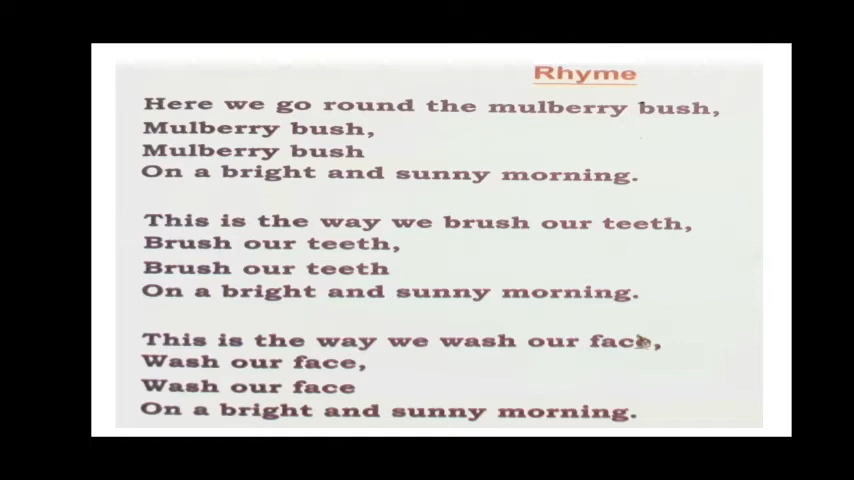 Rhyme
Here we go round the mulberry bush,
Mulberry bush,
Mulberry bush
On a bright and sunny morning.
This is the way we brush our teeth,
Brush our teeth,
Brush our teeth
On a bright and sunny morning.
This is the way we wash our face,
Wash our face,
Wash our face
On a bright and sunny morning.